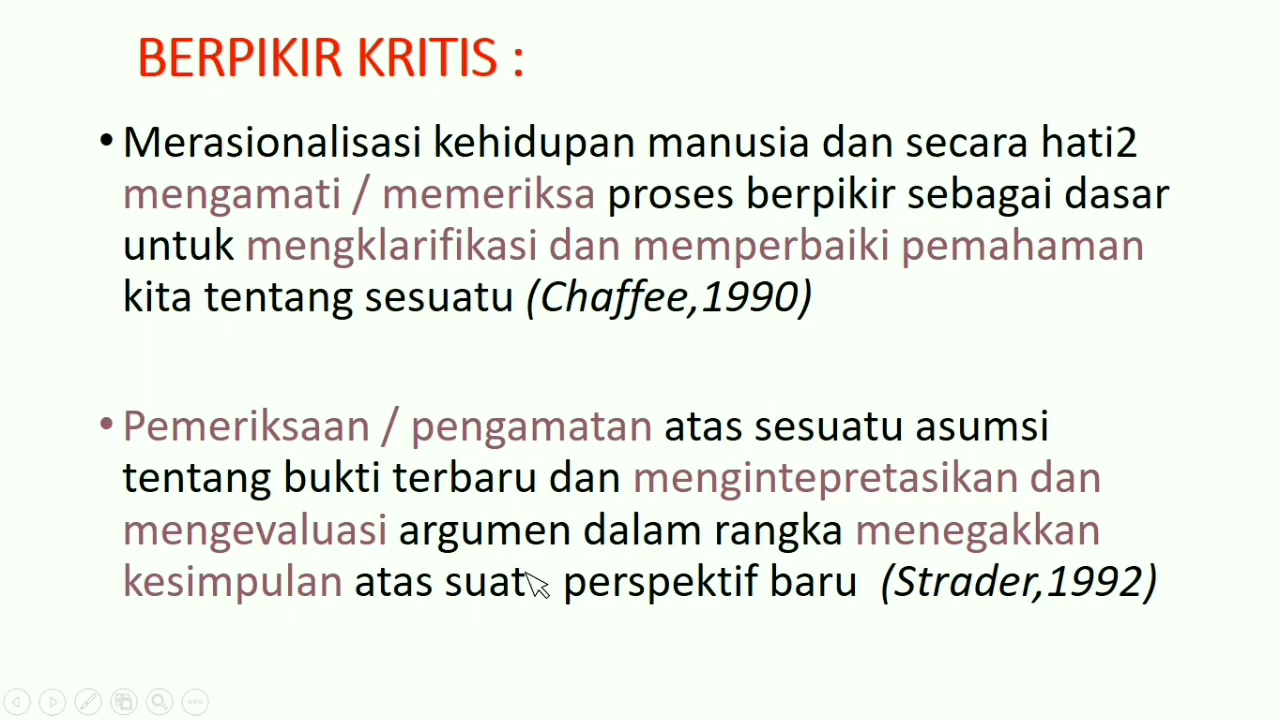 BERPIKIR KRITIS :
• Merasionalisasi kehidupan manusia dan secara hati2
mengamati / memeriksa proses berpikir sebagai dasar
untuk mengklarifikasi dan memperbaiki pemahaman
kita tentang sesuatu (Chaffee,1990)
• Pemeriksaan / pengamatan atas sesuatu asumsi
tentang bukti terbaru dan mengintepretasikan dan
mengevaluasi argumen dalam rangka menegakkan
kesimpulan atas perspektif baru (Strader,1992)